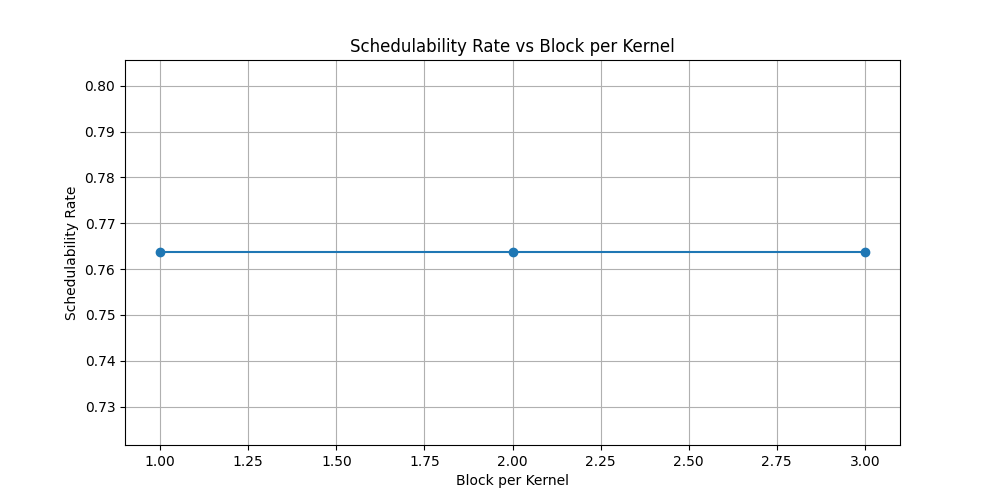 Schedulability Rate vs Block per Kernel
Schedulability Rate
0.80
0.79
0.78
0.77
0.76
0.75
0.74
0.73
1.00 1.25 1.50 1.75 2.00 2.25 2.50 2.75 3.00
Block per Kernel